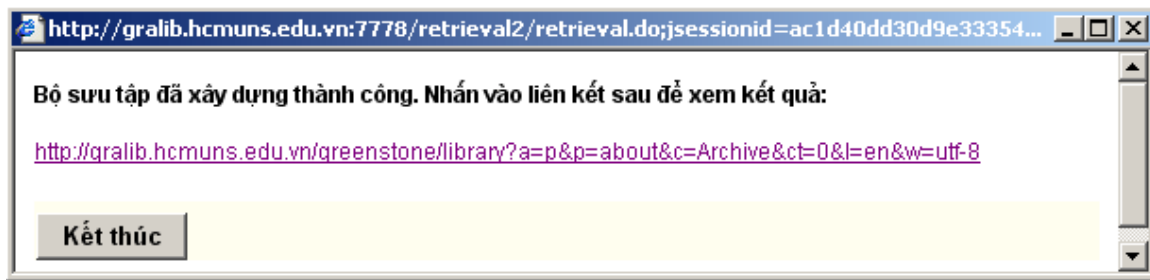 http://gralib.hcmuns.edu.vn:7778/retrieval2/retrieval.do;jsessionid=ac1d40dd30d9e33354...
Bộ sưu tập đã xây dựng thành công. Nhấn vào liên kết sau để xem kết quả:
http://gralib.hcmuns.edu.vn/greenstone/library?a=p&p=about&c=Archive&ct=0&l=en&w=utf-8
Kết thúc